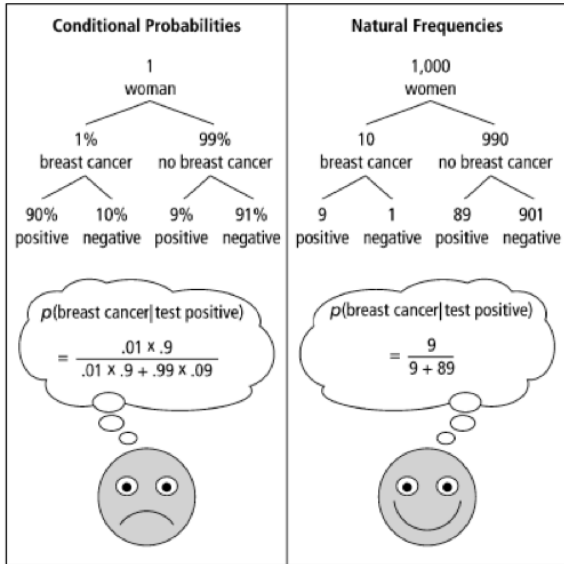 Conditional Probabilities
1
woman
1% 99%
breast cancer no breast cancer
90% 10% 9% 91%
positive negative positive negative
p(breast cancer|test positive)
= .01 × .9
.01 × .9 + .99 × .09
Natural Frequencies
1,000
women
10 990
breast cancer no breast cancer
9 1 89 901
positive negative positive negative
p(breast cancer|test positive)
= 9
9 + 89